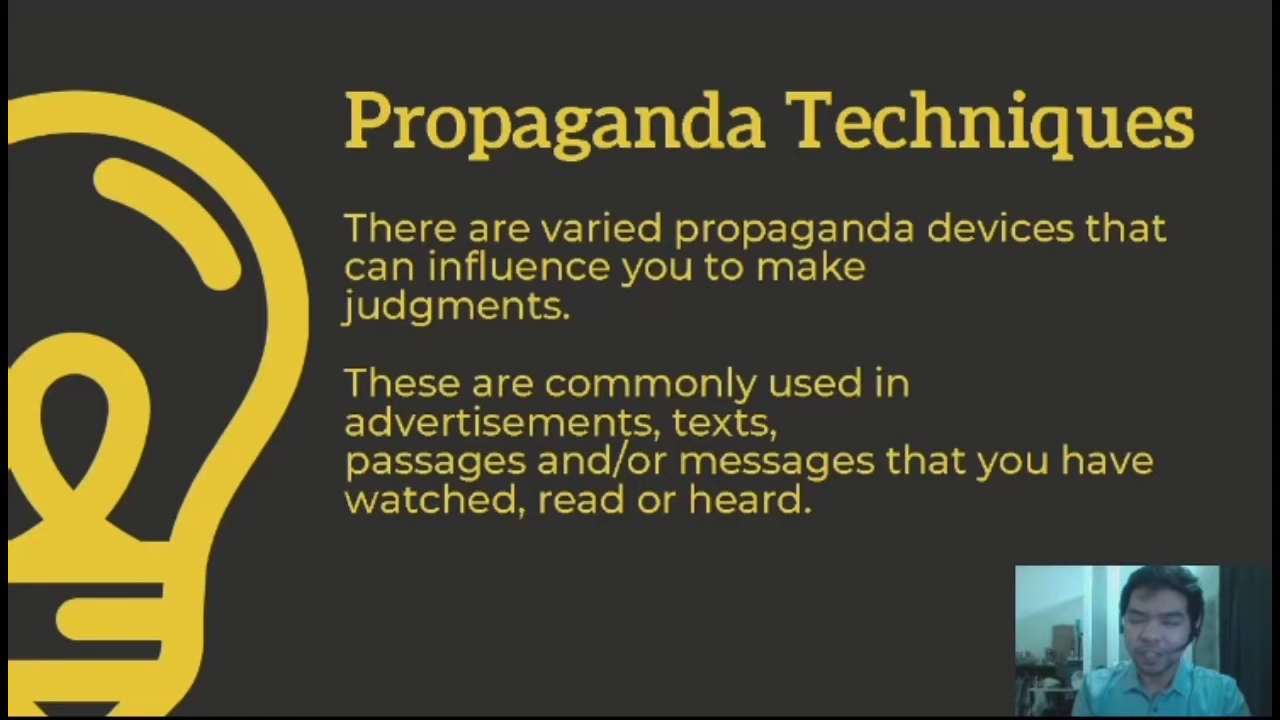 Propaganda Techniques
There are varied propaganda devices that
can influence you to make
judgments.
These are commonly used in
advertisements, texts,
passages and/or messages that you have
watched, read or heard.